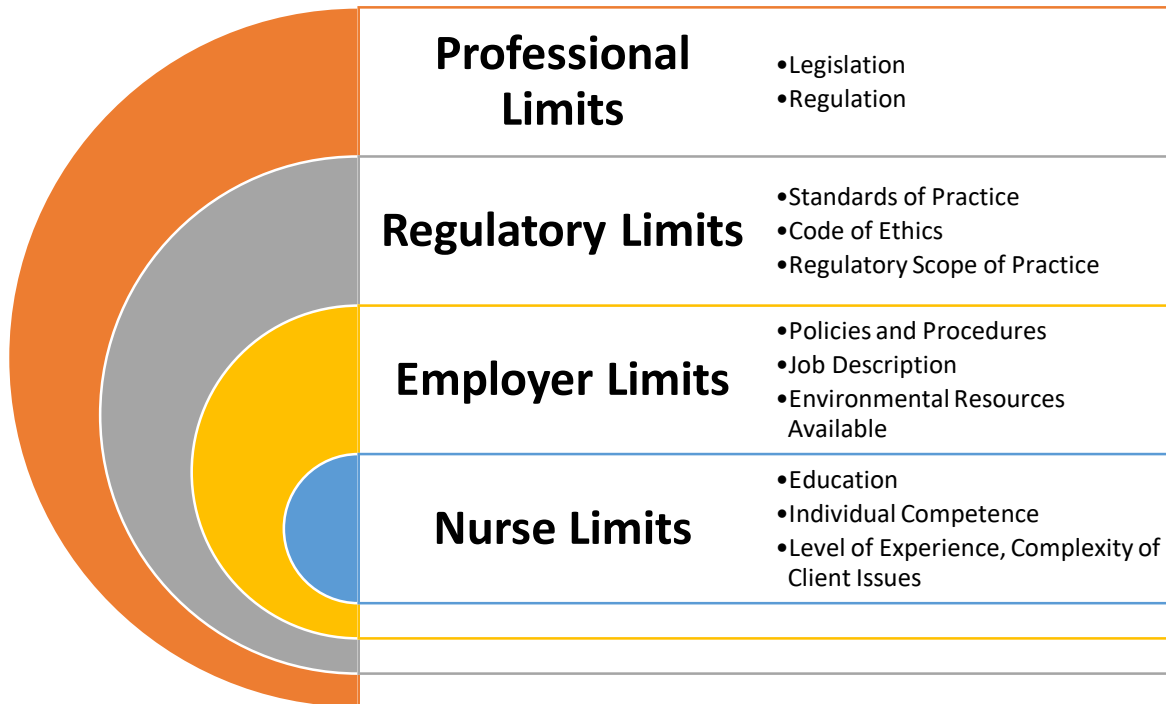 Professional
Limits
•Legislation
•Regulation
Regulatory Limits
•Standards of Practice
•Code of Ethics
•Regulatory Scope of Practice
Employer Limits
•Policies and Procedures
•Job Description
•Environmental Resources
Available
Nurse Limits
•Education
•Individual Competence
•Level of Experience, Complexity of
Client Issues